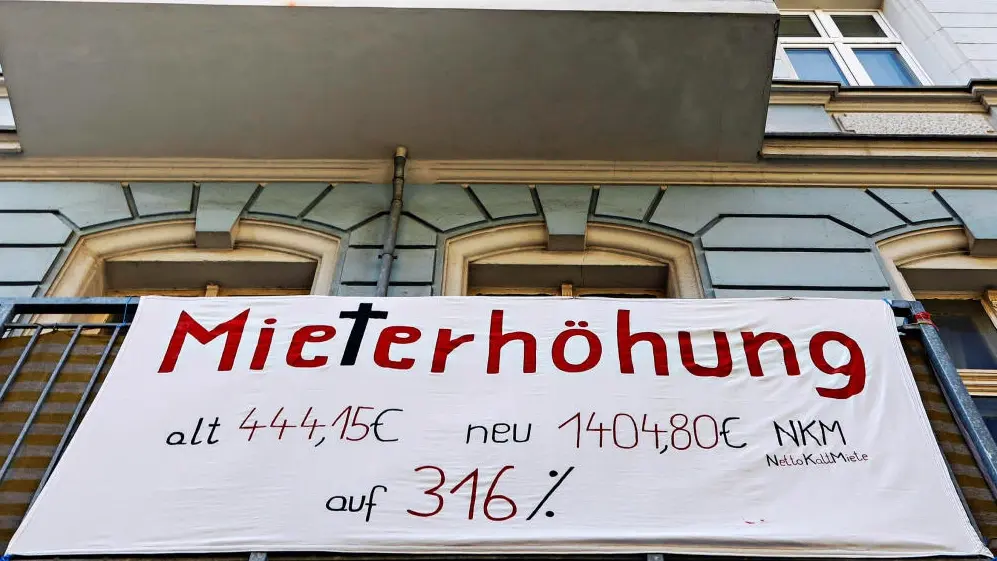 Mieterhöhung
alt 444,15€ neu 1404,80€ NKM
NettoKaltMiete
auf 316%